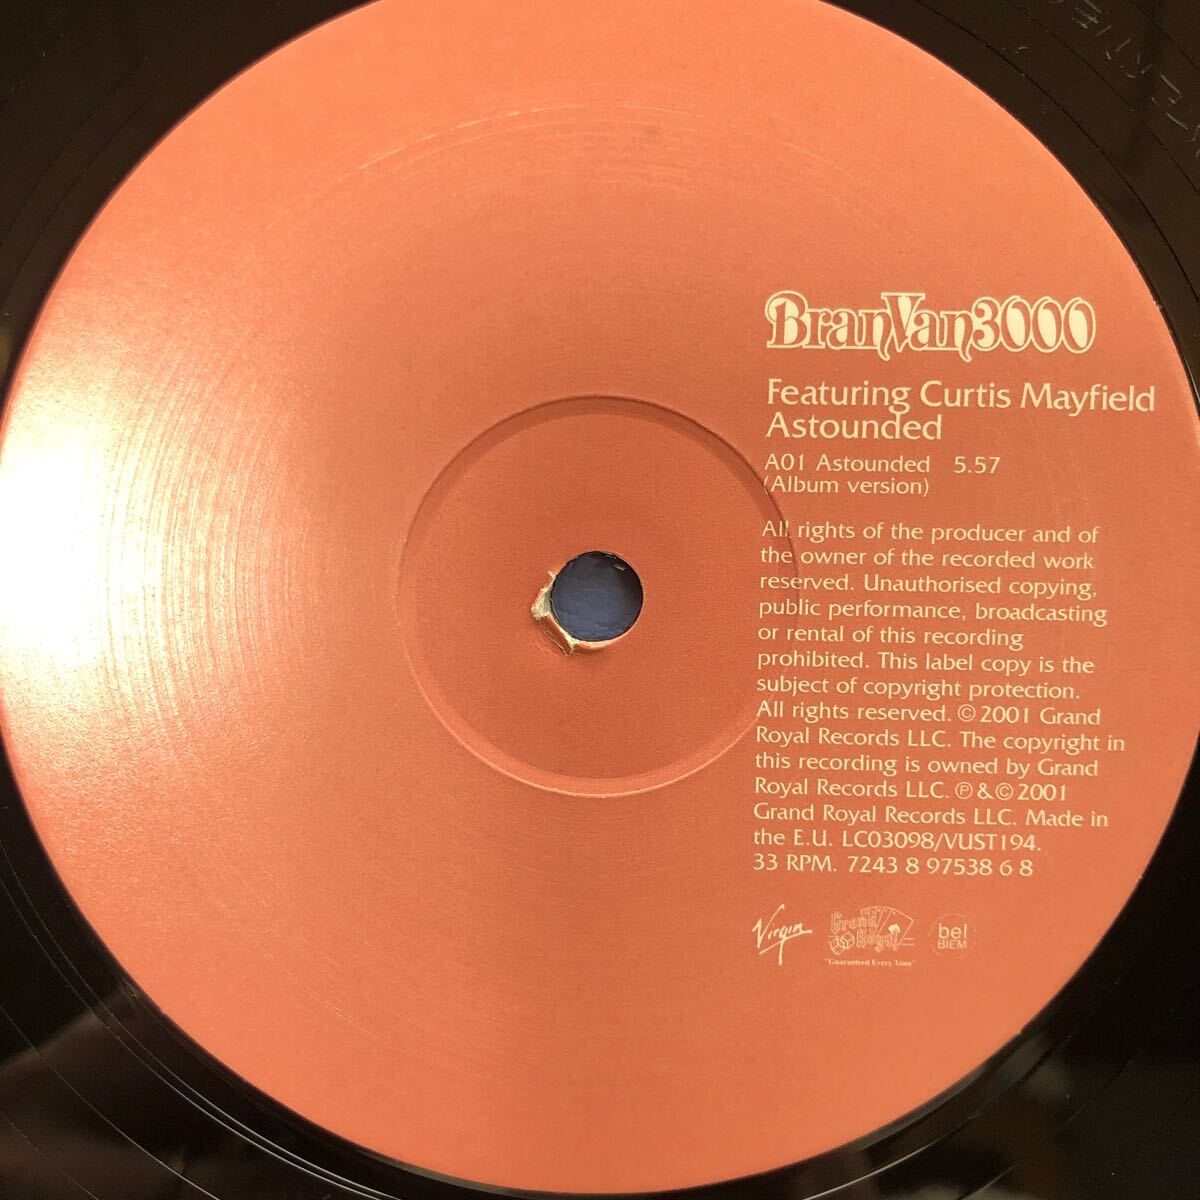 BranVan3000
Featuring Curtis Mayfield
Astounded
A01 Astounded 5.57
(Album version)
All rights of the producer and of
the owner of the recorded work
reserved. Unauthorised copying,
public performance, broadcasting
or rental of this recording
prohibited. This label copy is the
subject of copyright protection.
All rights reserved. © 2001 Grand
Royal Records LLC. The copyright in
this recording is owned by Grand
Royal Records LLC. ℗ & © 2001
Grand Royal Records LLC. Made in
the E.U. LC03098/VUST194.
33 RPM. 7243 8 97538 6 8
Virgin
Grand
Royal
"Guaranteed Every Time"
bel
BIEM